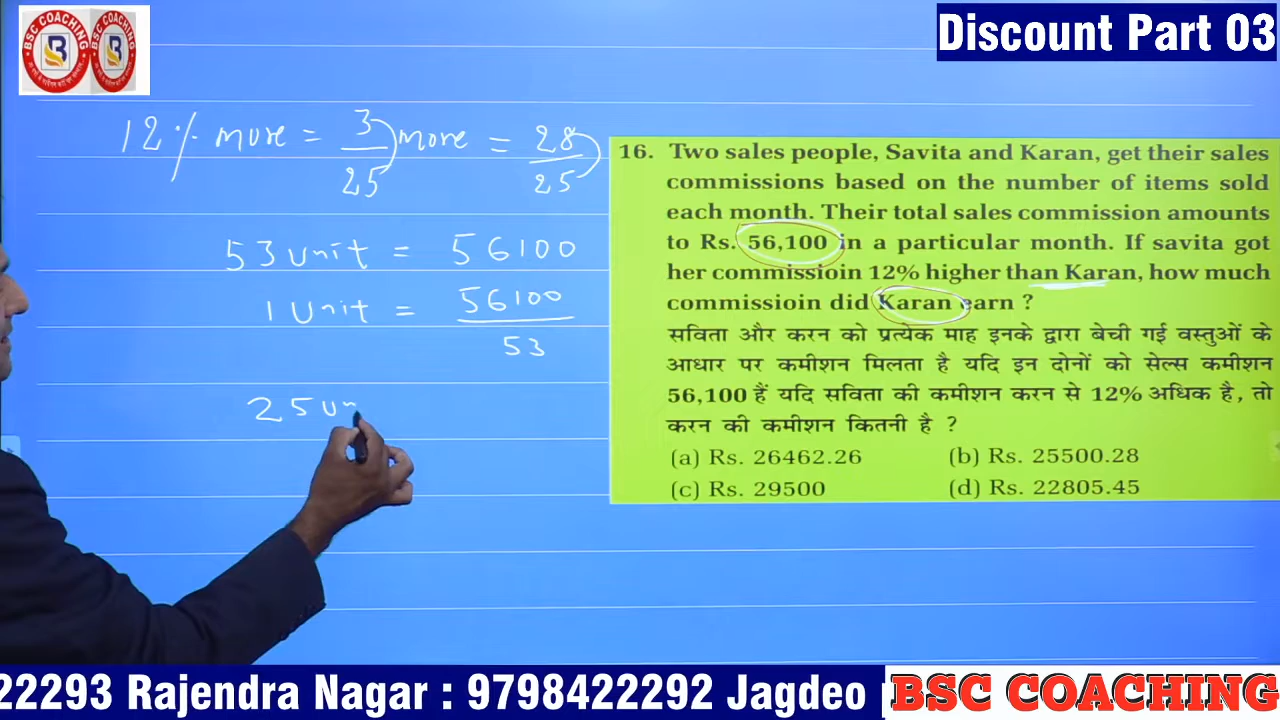 BSC COACHING BSC COACHING
Discount Part 03
12% more = 3/25 more = 28/25
53 unit = 56100
1 Unit = 56100/53
25 un
16. Two sales people, Savita and Karan, get their sales
commissions based on the number of items sold
each month. Their total sales commission amounts
to Rs. 56,100 in a particular month. If savita got
her commissioin 12% higher than Karan, how much
commissioin did Karan earn ?
सविता और करन को प्रत्येक माह इनके द्वारा बेची गई वस्तुओं के
आधार पर कमीशन मिलता है यदि इन दोनों को सेल्स कमीशन
56,100 हैं यदि सविता की कमीशन करन से 12% अधिक है, तो
करन की कमीशन कितनी है ?
(a) Rs. 26462.26 (b) Rs. 25500.28
(c) Rs. 29500 (d) Rs. 22805.45
22293 Rajendra Nagar : 9798422292 Jagdeo
BSC COACHING